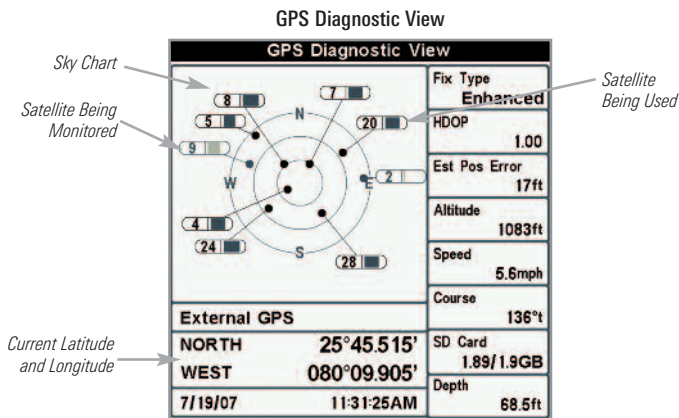 GPS Diagnostic View
GPS Diagnostic View
Sky Chart
Satellite Being
Monitored
Satellite
Being Used
Current Latitude
and Longitude
N
W
E
S
8
7
5
20
9
2
4
24
28
Fix Type
Enhanced
HDOP
1.00
Est Pos Error
17ft
Altitude
1083ft
Speed
5.6mph
Course
136°t
SD Card
1.89/1.9GB
Depth
68.5ft
External GPS
NORTH 25°45.515'
WEST 080°09.905'
7/19/07 11:31:25AM